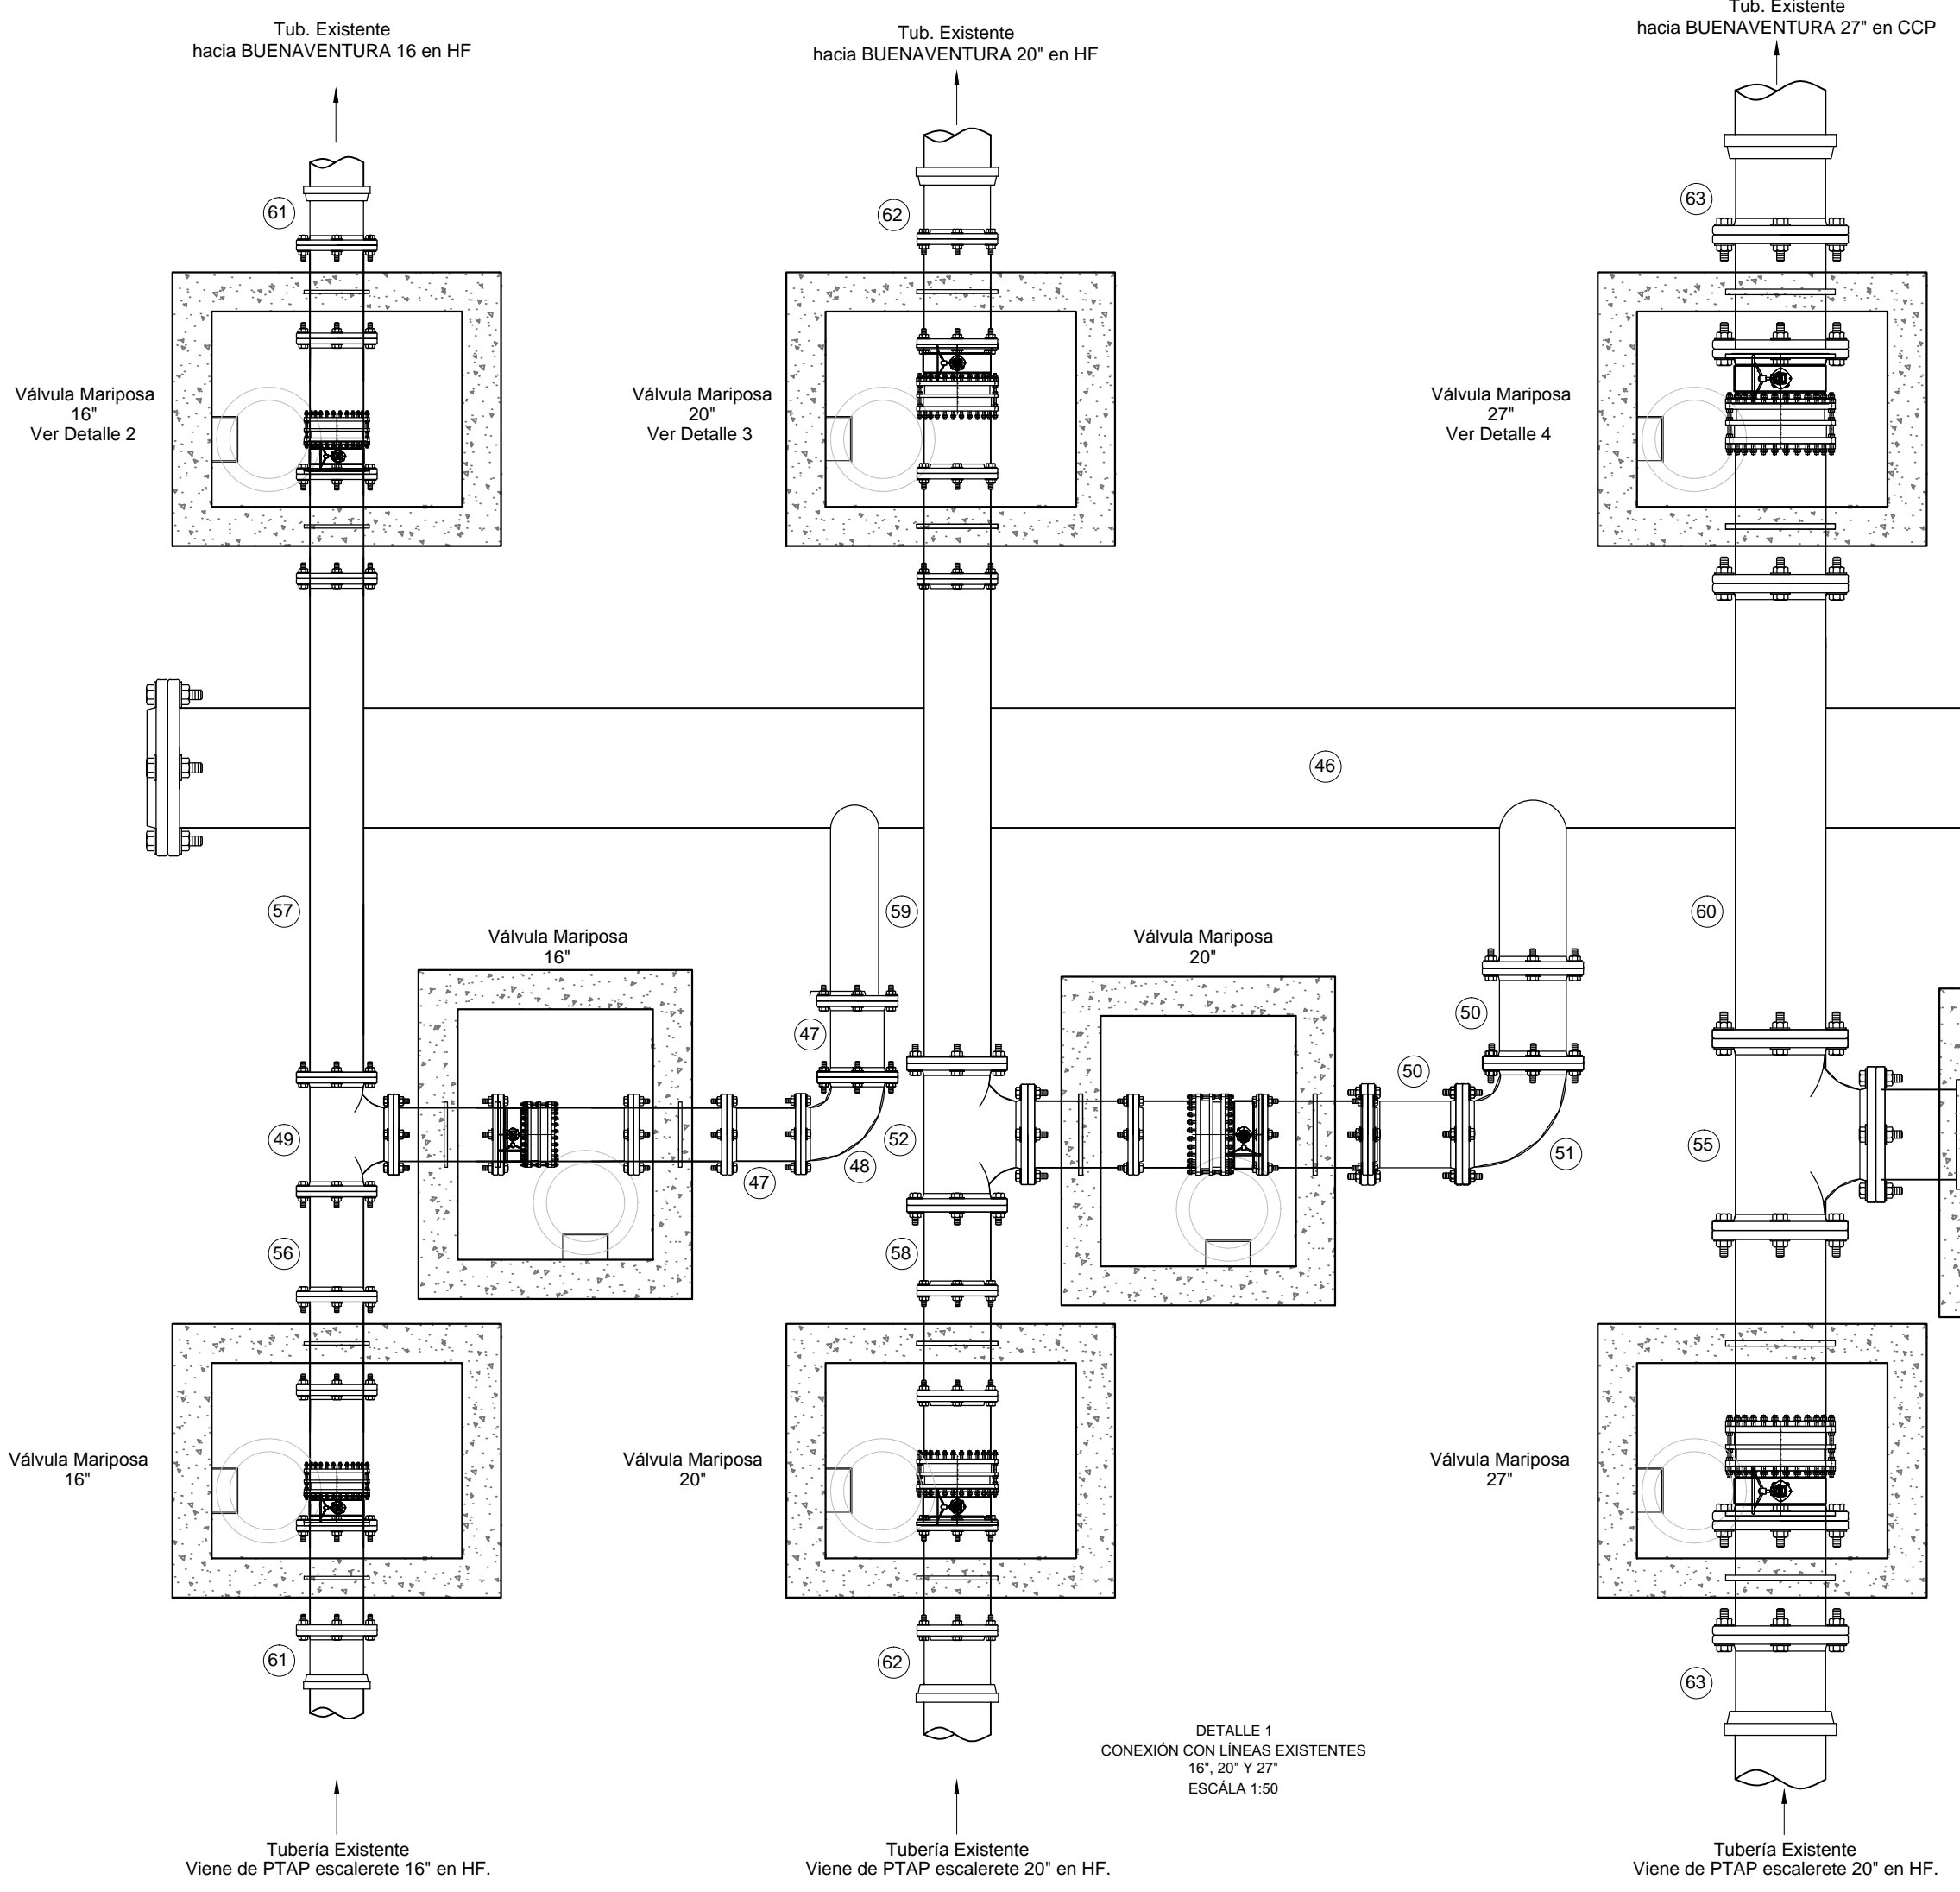 Tub. Existente
hacia BUENAVENTURA 16 en HF
Tub. Existente
hacia BUENAVENTURA 20" en HF
Tub. Existente
hacia BUENAVENTURA 27" en CCP
61
62
63
Válvula Mariposa
16"
Ver Detalle 2
Válvula Mariposa
20"
Ver Detalle 3
Válvula Mariposa
27"
Ver Detalle 4
46
57
59
60
Válvula Mariposa
16"
Válvula Mariposa
20"
47
50
50
49
52
48
51
55
47
56
58
Válvula Mariposa
16"
Válvula Mariposa
20"
Válvula Mariposa
27"
61
62
63
DETALLE 1
CONEXIÓN CON LÍNEAS EXISTENTES
16", 20" Y 27"
ESCÁLA 1:50
Tubería Existente
Viene de PTAP escalerete 16" en HF.
Tubería Existente
Viene de PTAP escalerete 20" en HF.
Tubería Existente
Viene de PTAP escalerete 20" en HF.